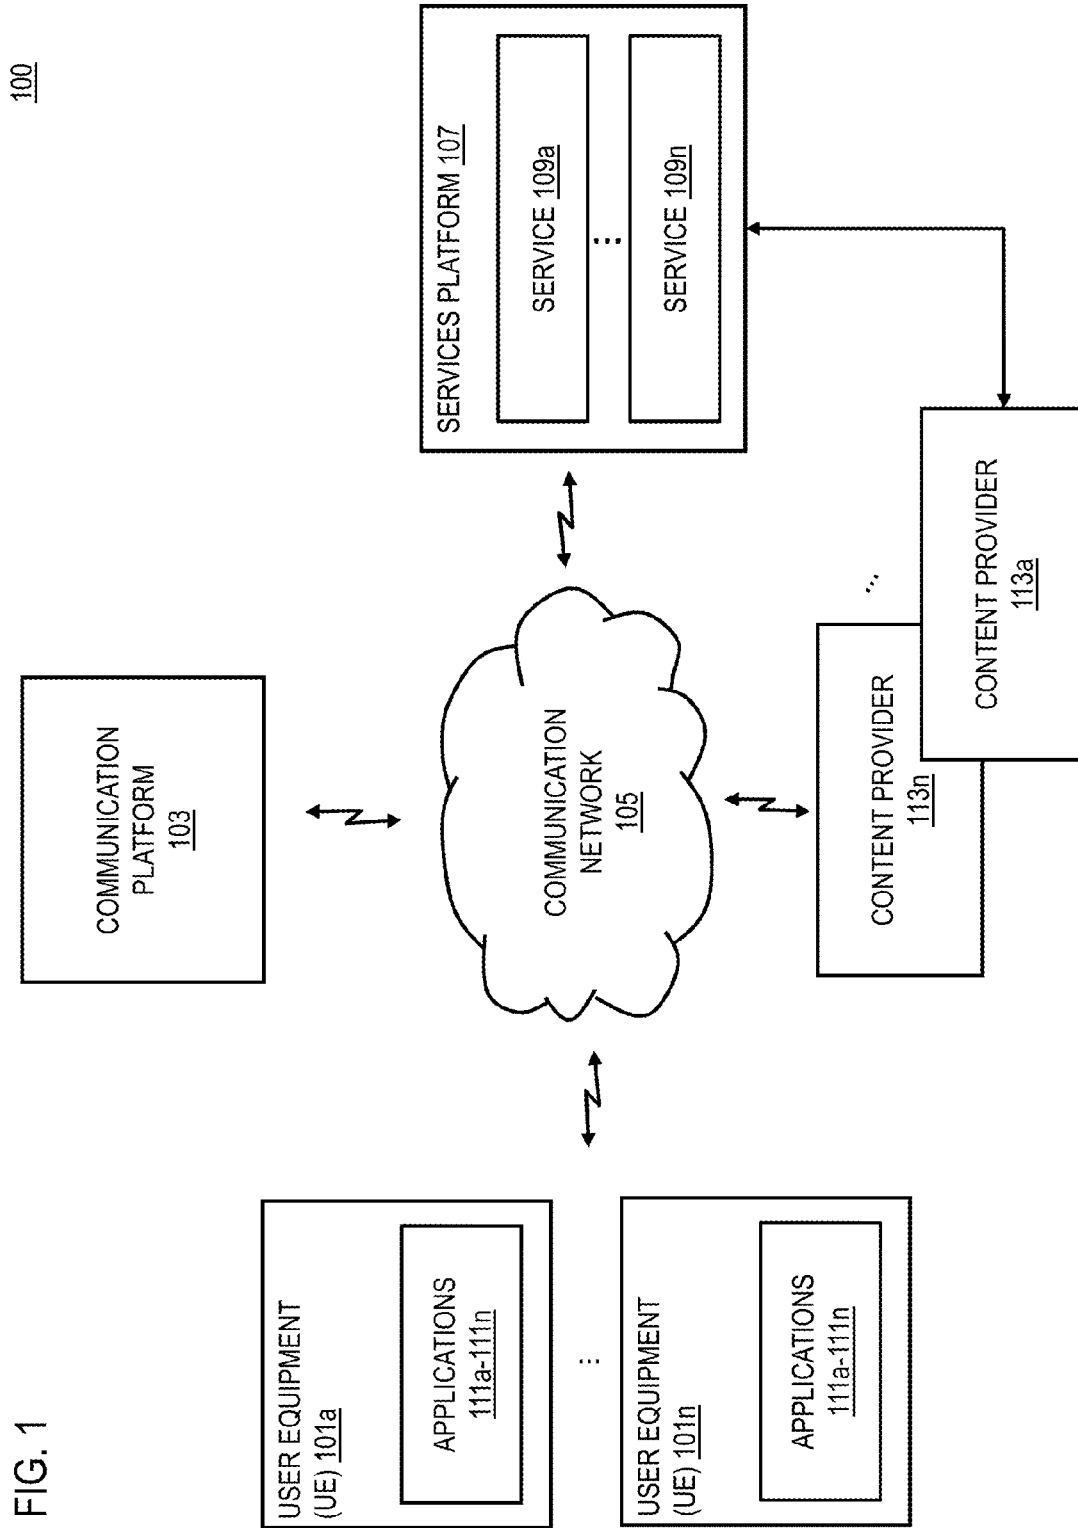 FIG. 1
100
COMMUNICATION
PLATFORM
103
USER EQUIPMENT
(UE) 101a
APPLICATIONS
111a-111n
...
USER EQUIPMENT
(UE) 101n
APPLICATIONS
111a-111n
COMMUNICATION
NETWORK
105
SERVICES PLATFORM 107
SERVICE 109a
...
SERVICE 109n
CONTENT PROVIDER
113n
...
CONTENT PROVIDER
113a